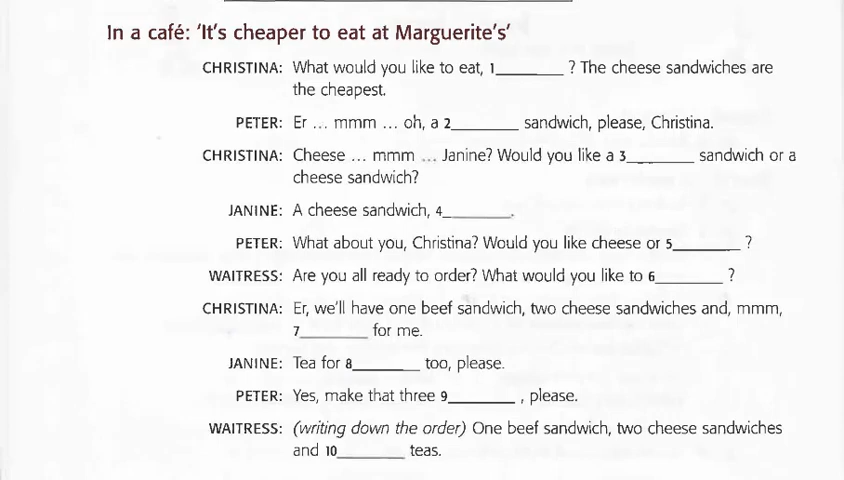 In a café: 'It's cheaper to eat at Marguerite's'
CHRISTINA: What would you like to eat, 1________ ? The cheese sandwiches are
the cheapest.
PETER: Er ... mmm ... oh, a 2________ sandwich, please, Christina.
CHRISTINA: Cheese ... mmm ... Janine? Would you like a 3________ sandwich or a
cheese sandwich?
JANINE: A cheese sandwich, 4________.
PETER: What about you, Christina? Would you like cheese or 5________ ?
WAITRESS: Are you all ready to order? What would you like to 6________ ?
CHRISTINA: Er, we'll have one beef sandwich, two cheese sandwiches and, mmm,
7________ for me.
JANINE: Tea for 8________ too, please.
PETER: Yes, make that three 9________ , please.
WAITRESS: (writing down the order) One beef sandwich, two cheese sandwiches
and 10________ teas.